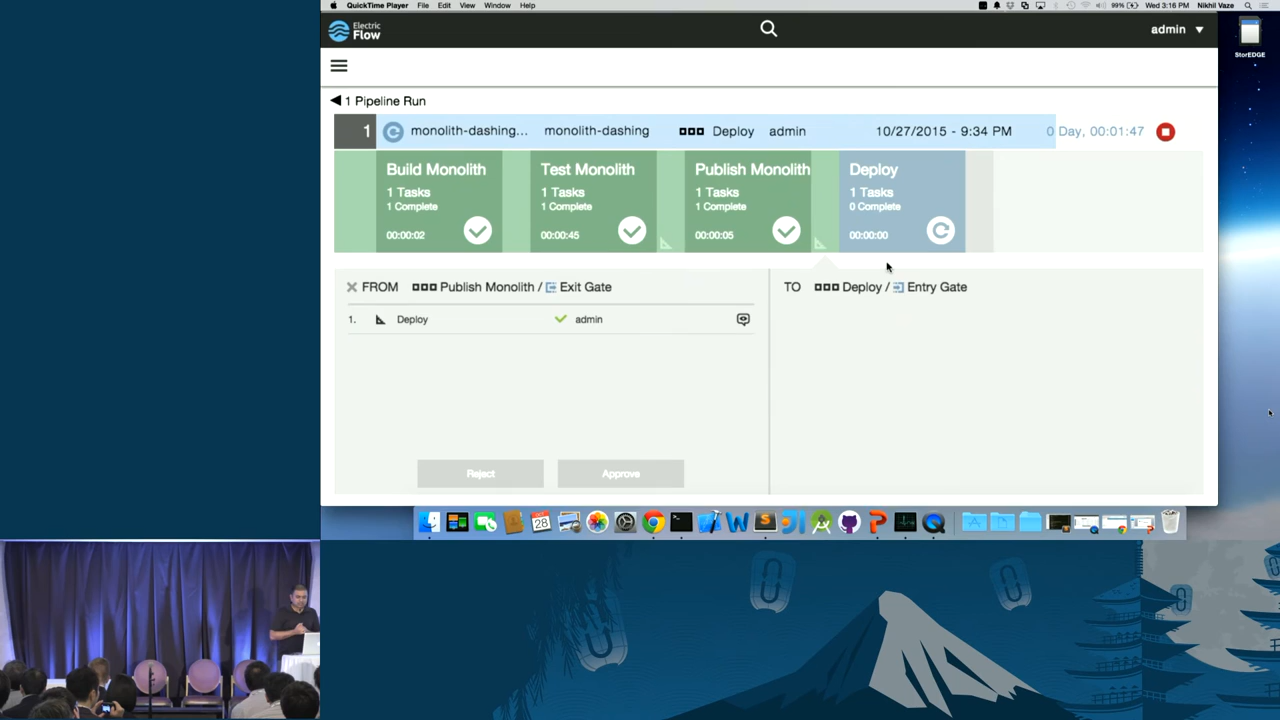 QuickTime Player File Edit View Window Help
99% Wed 3:16 PM Nikhil Vaze
Electric
Flow
admin
StorEDGE
1 Pipeline Run
1 monolith-dashing... monolith-dashing Deploy admin 10/27/2015 - 9:34 PM 0 Day, 00:01:47
Build Monolith
1 Tasks
1 Complete
00:00:02
Test Monolith
1 Tasks
1 Complete
00:00:45
Publish Monolith
1 Tasks
1 Complete
00:00:05
Deploy
1 Tasks
0 Complete
00:00:00
FROM Publish Monolith / Exit Gate
TO Deploy / Entry Gate
1. Deploy admin
Reject Approve
OCT
28